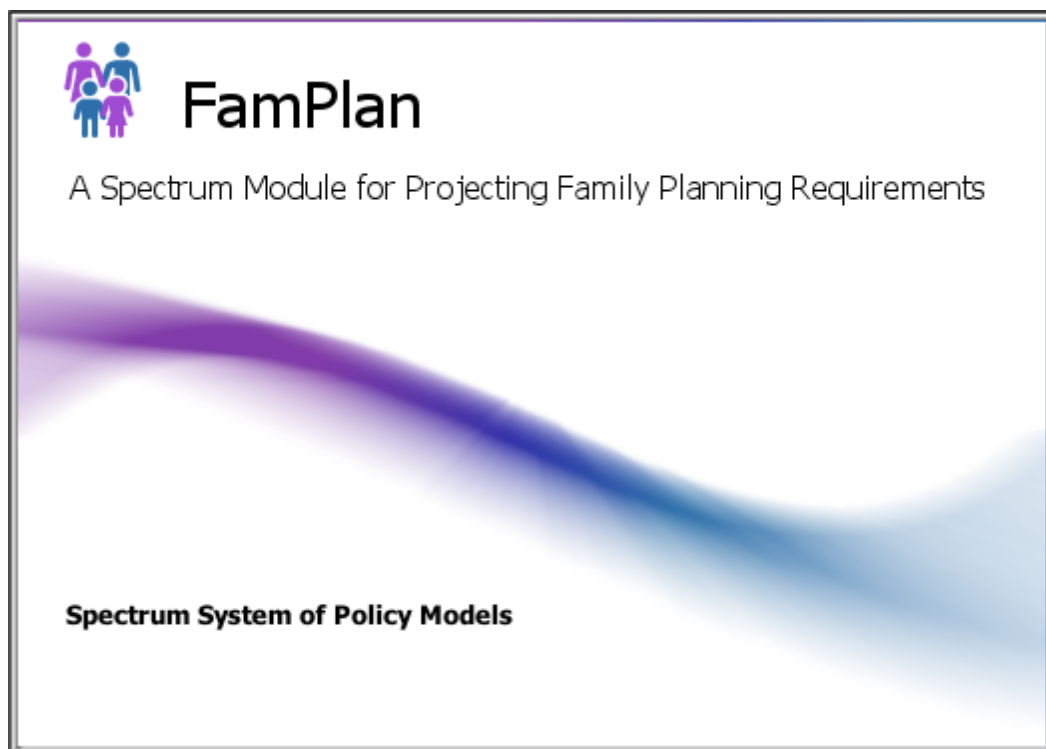 FamPlan
A Spectrum Module for Projecting Family Planning Requirements
Spectrum System of Policy Models